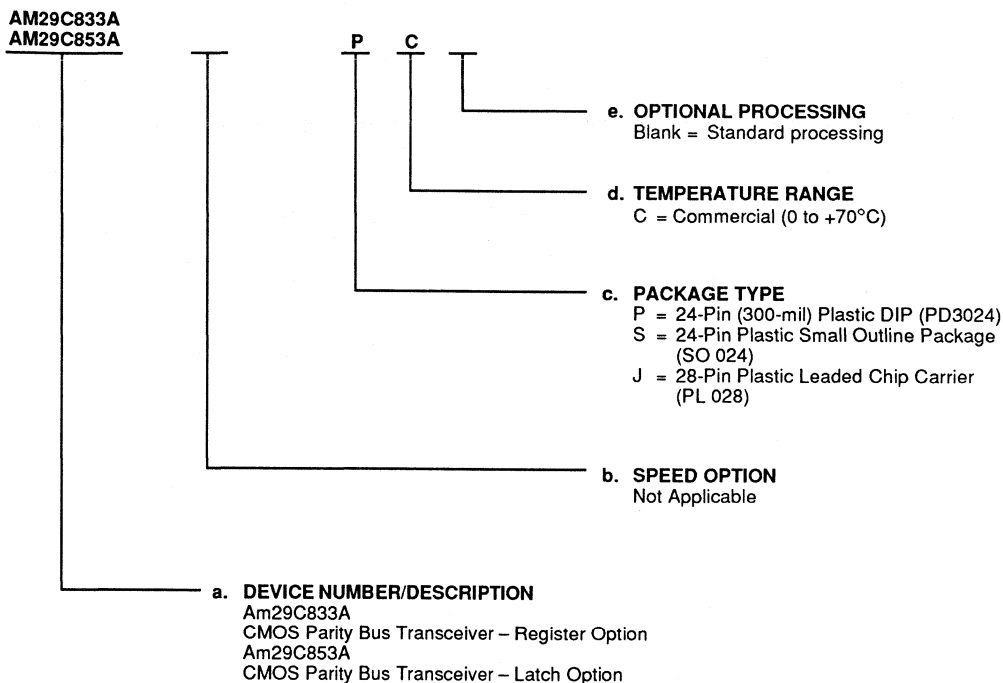 AM29C833A
AM29C853A
P C
e. OPTIONAL PROCESSING
Blank = Standard processing
d. TEMPERATURE RANGE
C = Commercial (0 to +70°C)
c. PACKAGE TYPE
P = 24-Pin (300-mil) Plastic DIP (PD3024)
S = 24-Pin Plastic Small Outline Package
(SO 024)
J = 28-Pin Plastic Leaded Chip Carrier
(PL 028)
b. SPEED OPTION
Not Applicable
a. DEVICE NUMBER/DESCRIPTION
Am29C833A
CMOS Parity Bus Transceiver – Register Option
Am29C853A
CMOS Parity Bus Transceiver – Latch Option